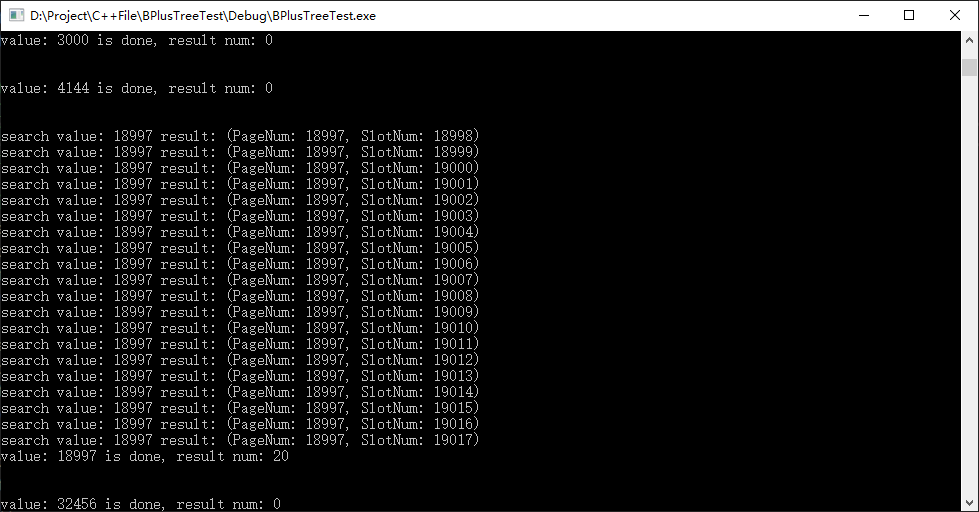 D:\Project\C++File\BPlusTreeTest\Debug\BPlusTreeTest.exe
value: 3000 is done, result num: 0
value: 4144 is done, result num: 0
search value: 18997 result: (PageNum: 18997, SlotNum: 18998)
search value: 18997 result: (PageNum: 18997, SlotNum: 18999)
search value: 18997 result: (PageNum: 18997, SlotNum: 19000)
search value: 18997 result: (PageNum: 18997, SlotNum: 19001)
search value: 18997 result: (PageNum: 18997, SlotNum: 19002)
search value: 18997 result: (PageNum: 18997, SlotNum: 19003)
search value: 18997 result: (PageNum: 18997, SlotNum: 19004)
search value: 18997 result: (PageNum: 18997, SlotNum: 19005)
search value: 18997 result: (PageNum: 18997, SlotNum: 19006)
search value: 18997 result: (PageNum: 18997, SlotNum: 19007)
search value: 18997 result: (PageNum: 18997, SlotNum: 19008)
search value: 18997 result: (PageNum: 18997, SlotNum: 19009)
search value: 18997 result: (PageNum: 18997, SlotNum: 19010)
search value: 18997 result: (PageNum: 18997, SlotNum: 19011)
search value: 18997 result: (PageNum: 18997, SlotNum: 19012)
search value: 18997 result: (PageNum: 18997, SlotNum: 19013)
search value: 18997 result: (PageNum: 18997, SlotNum: 19014)
search value: 18997 result: (PageNum: 18997, SlotNum: 19015)
search value: 18997 result: (PageNum: 18997, SlotNum: 19016)
search value: 18997 result: (PageNum: 18997, SlotNum: 19017)
value: 18997 is done, result num: 20
value: 32456 is done, result num: 0